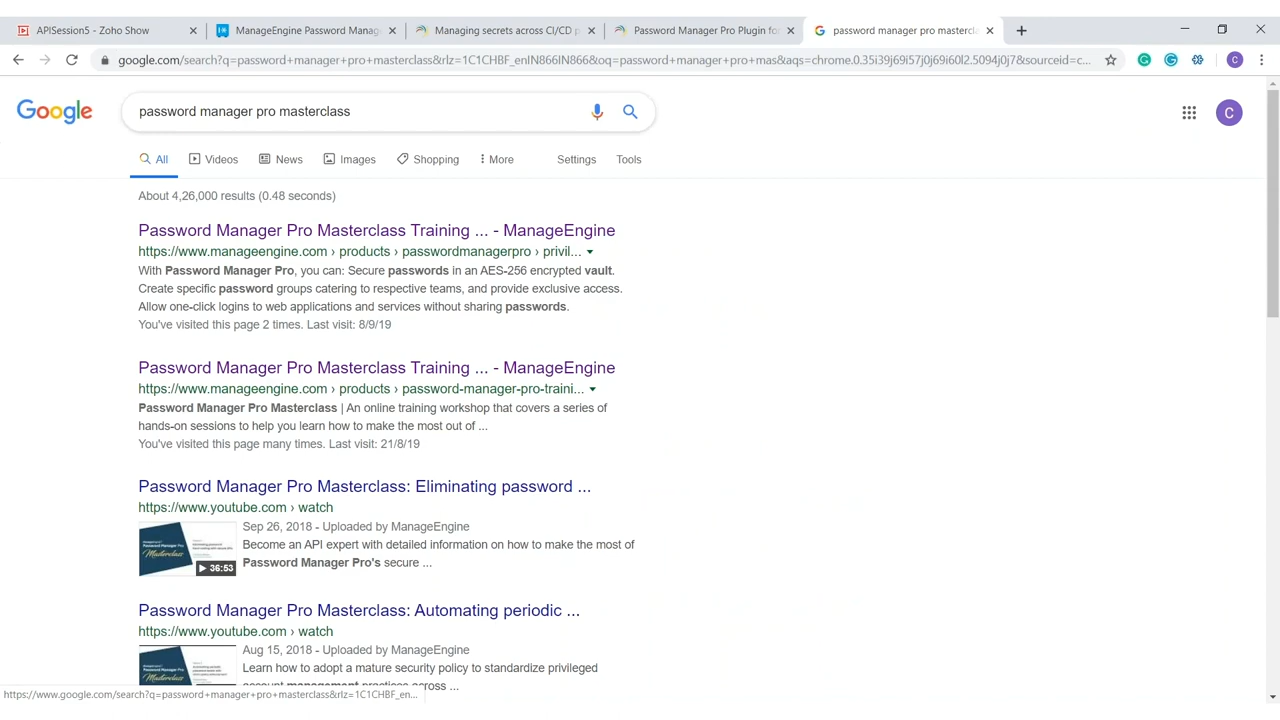 APISession5 - Zoho Show
ManageEngine Password Manag
Managing secrets across CI/CD p
Password Manager Pro Plugin fo
password manager pro mastercla
google.com/search?q=password+manager+pro+masterclass&rlz=1C1CHBF_enIN866IN866&oq=password+manager+pro+mas&aqs=chrome.0.35i39j69i57j0j69i60l2.5094j0j7&sourceid=c...
C
Google
password manager pro masterclass
C
All
Videos
News
Images
Shopping
More
Settings
Tools
About 4,26,000 results (0.48 seconds)
Password Manager Pro Masterclass Training ... - ManageEngine
https://www.manageengine.com › products › passwordmanagerpro › privil...
With Password Manager Pro, you can: Secure passwords in an AES-256 encrypted vault.
Create specific password groups catering to respective teams, and provide exclusive access.
Allow one-click logins to web applications and services without sharing passwords.
You've visited this page 2 times. Last visit: 8/9/19
Password Manager Pro Masterclass Training ... - ManageEngine
https://www.manageengine.com › products › password-manager-pro-traini...
Password Manager Pro Masterclass | An online training workshop that covers a series of
hands-on sessions to help you learn how to make the most out of ...
You've visited this page many times. Last visit: 21/8/19
Password Manager Pro Masterclass: Eliminating password ...
https://www.youtube.com › watch
Sep 26, 2018 - Uploaded by ManageEngine
Become an API expert with detailed information on how to make the most of
Password Manager Pro's secure ...
Masterclass
36:53
Password Manager Pro Masterclass: Automating periodic ...
https://www.youtube.com › watch
Aug 15, 2018 - Uploaded by ManageEngine
Learn how to adopt a mature security policy to standardize privileged
account management practices across ...
Masterclass
https://www.google.com/search?q=password+manager+pro+masterclass&rlz=1C1CHBF_en...